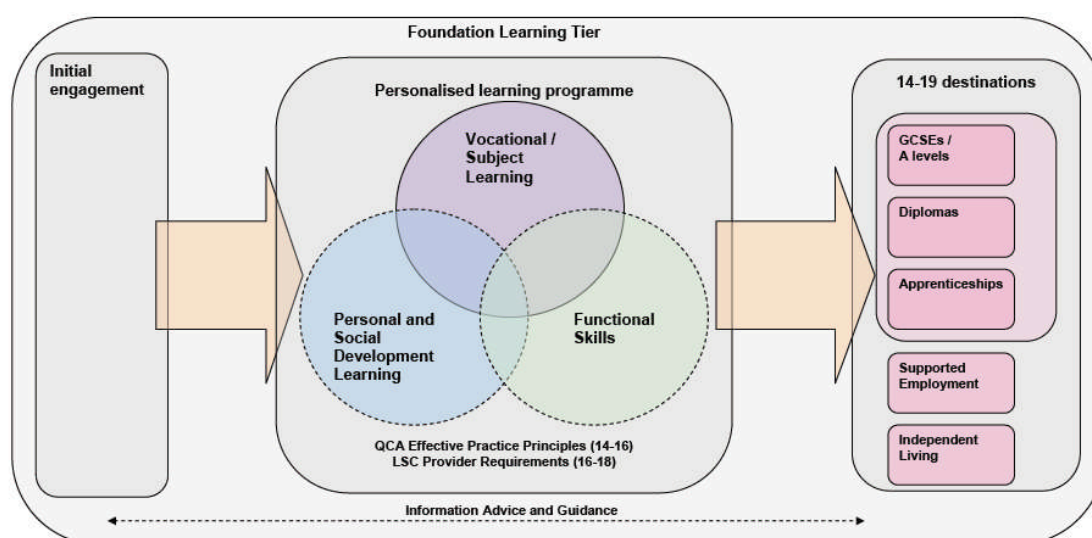 Foundation Learning Tier
Initial
engagement
Personalised learning programme
Vocational /
Subject
Learning
Personal and
Social
Development
Learning
Functional
Skills
QCA Effective Practice Principles (14-16)
LSC Provider Requirements (16-18)
14-19 destinations
GCSEs /
A levels
Diplomas
Apprenticeships
Supported
Employment
Independent
Living
Information Advice and Guidance